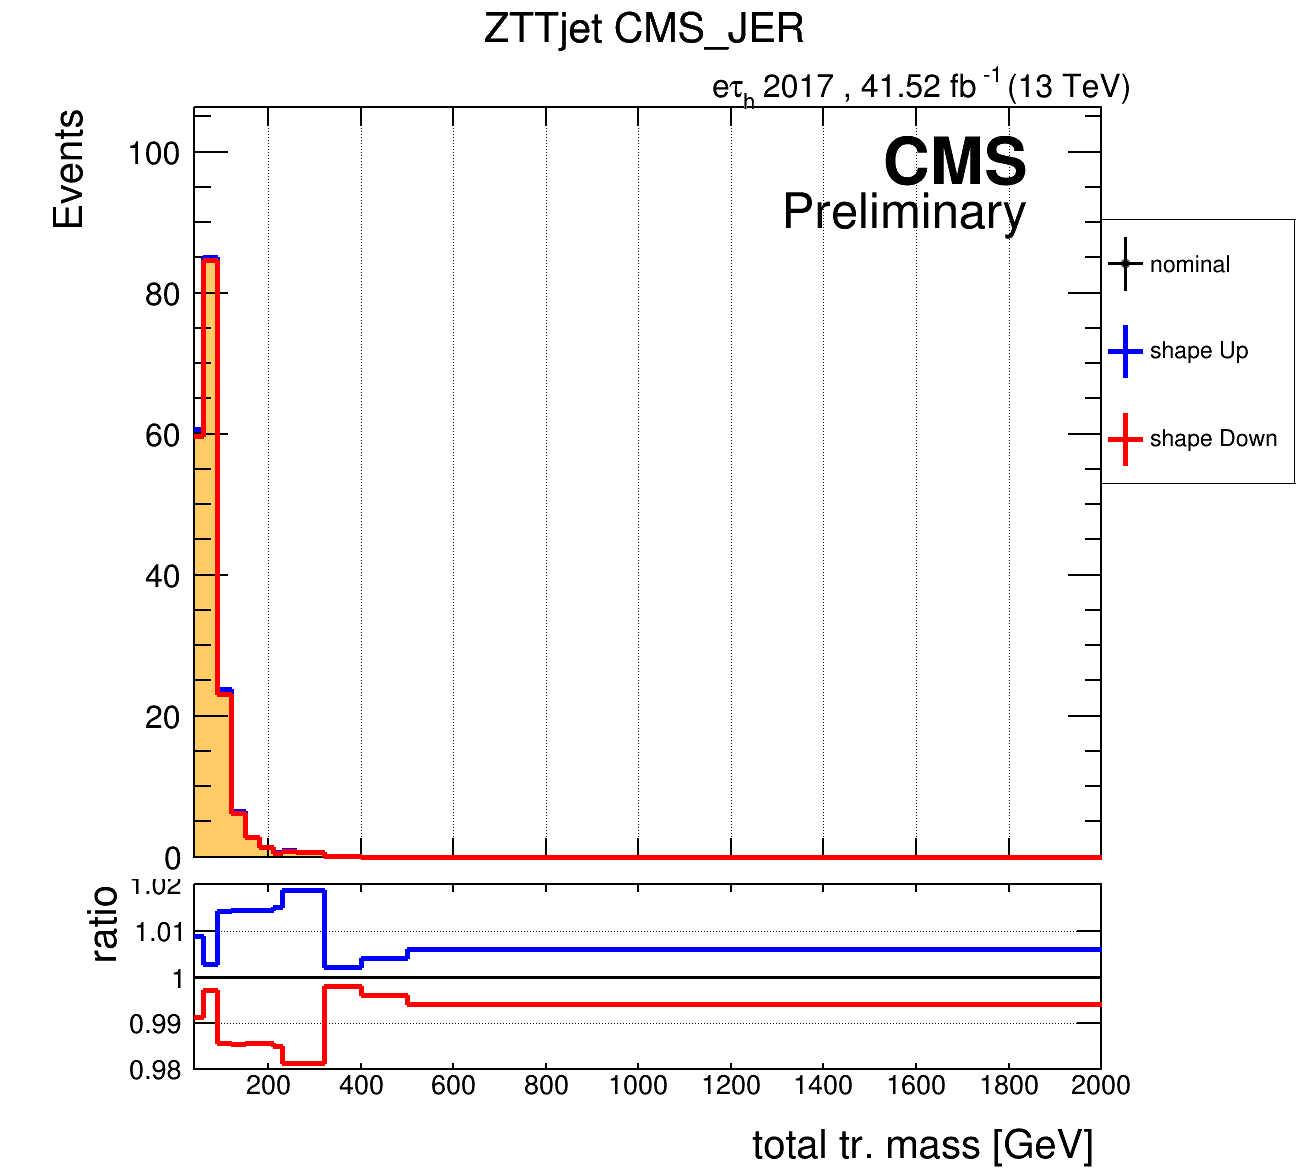 ZTTjet CMS_JER
eτh 2017 , 41.52 fb -1 (13 TeV)
Events
100
80
60
40
20
0
CMS
Preliminary
nominal
shape Up
shape Down
ratio
1.02
1.01
1
0.99
0.98
200 400 600 800 1000 1200 1400 1600 1800 2000
total tr. mass [GeV]